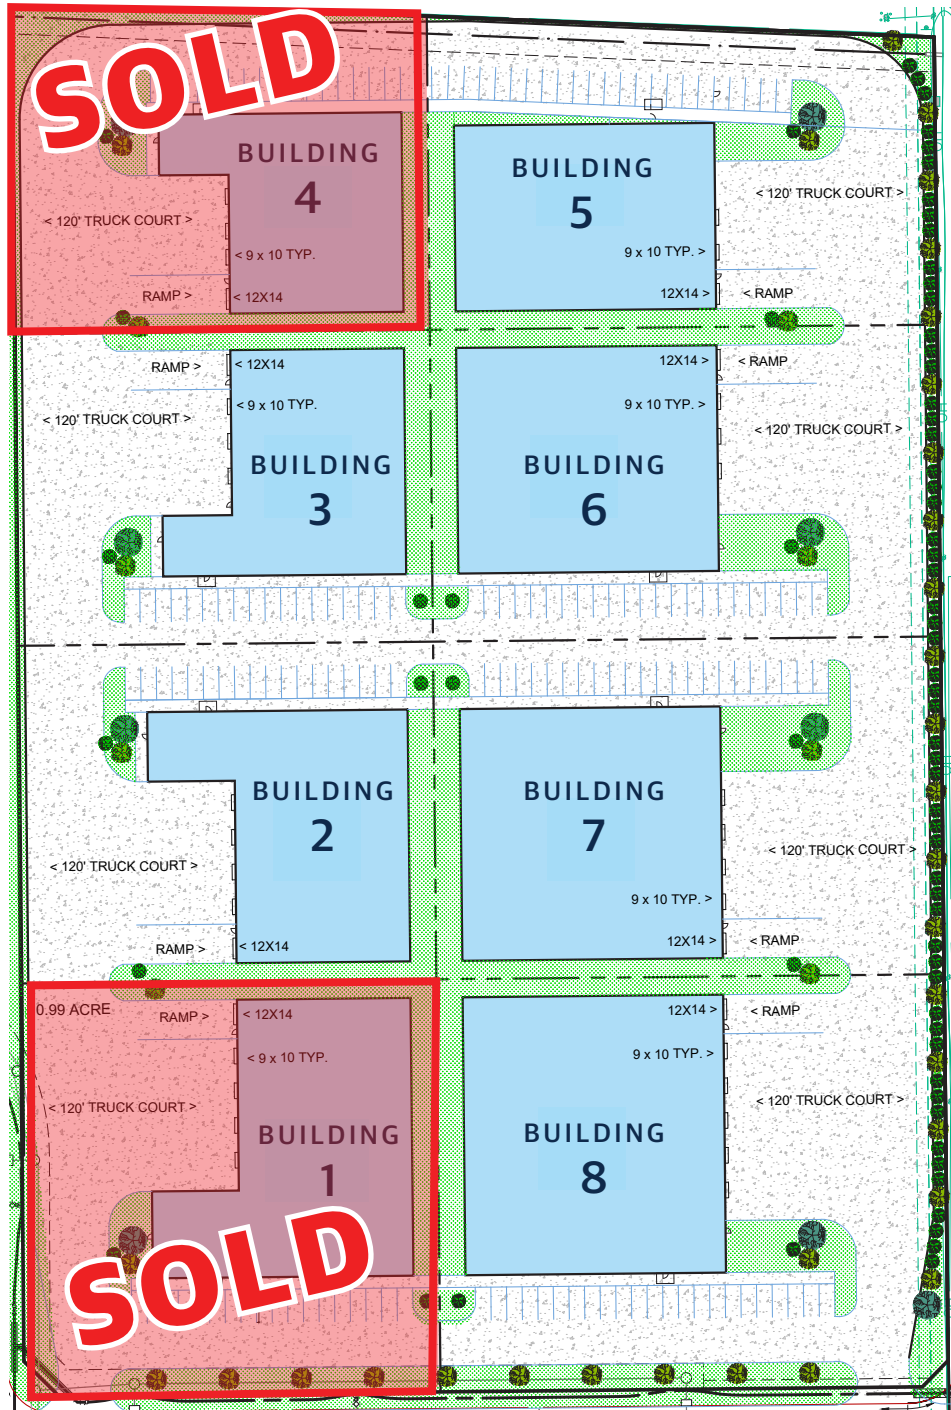 SOLD
BUILDING
4
< 120' TRUCK COURT >
< 9 x 10 TYP.
RAMP >
< 12X14
BUILDING
5
< 120' TRUCK COURT >
9 x 10 TYP. >
12X14 >
< RAMP
RAMP >
< 12X14
< 9 x 10 TYP.
< 120' TRUCK COURT >
BUILDING
3
12X14 >
< RAMP
9 x 10 TYP. >
< 120' TRUCK COURT >
BUILDING
6
BUILDING
2
< 120' TRUCK COURT >
RAMP >
< 12X14
BUILDING
7
< 120' TRUCK COURT >
9 x 10 TYP. >
12X14 >
< RAMP
0.99 ACRE
RAMP >
< 12X14
< 9 x 10 TYP.
< 120' TRUCK COURT >
BUILDING
1
SOLD
12X14 >
< RAMP
9 x 10 TYP. >
< 120' TRUCK COURT >
BUILDING
8